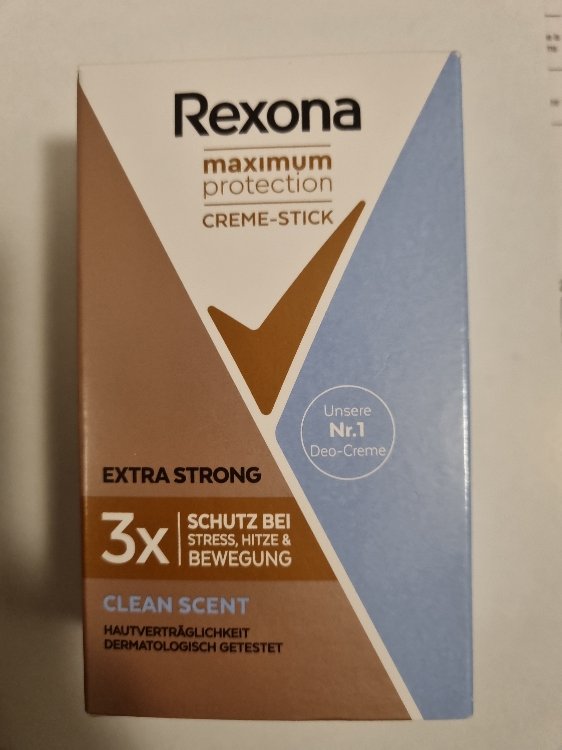 Rexona
maximum
protection
CREME-STICK
Unsere
Nr.1
Deo-Creme
EXTRA STRONG
3x
SCHUTZ BEI
STRESS, HITZE &
BEWEGUNG
CLEAN SCENT
HAUTVERTRÄGLICHKEIT
DERMATOLOGISCH GETESTET